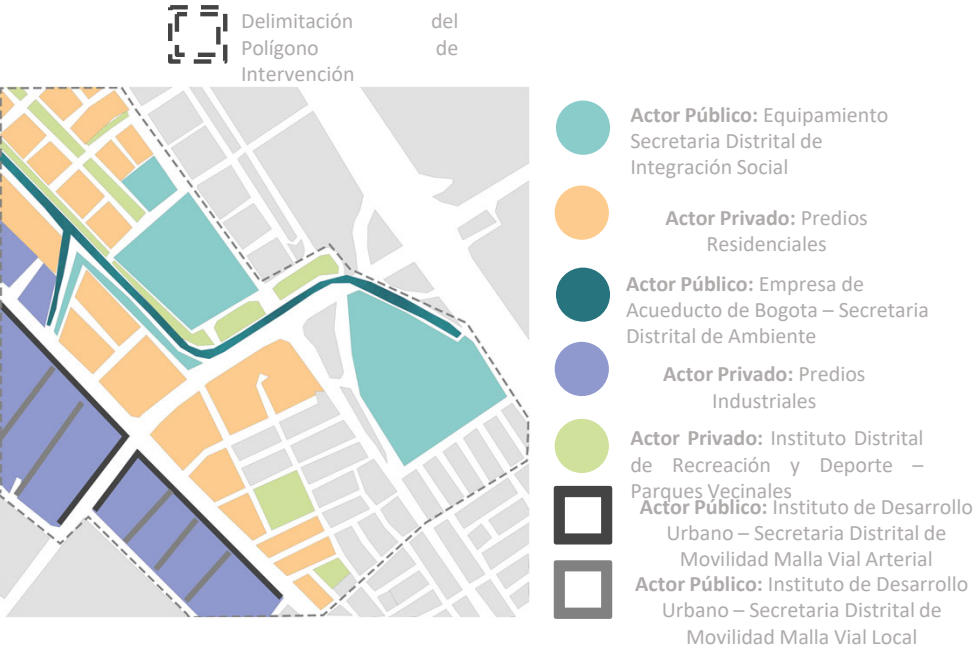 Delimitación del
Polígono de
Intervención
Actor Público: Equipamiento
Secretaria Distrital de
Integración Social
Actor Privado: Predios
Residenciales
Actor Público: Empresa de
Acueducto de Bogota – Secretaria
Distrital de Ambiente
Actor Privado: Predios
Industriales
Actor Privado: Instituto Distrital
de Recreación y Deporte –
Parques Vecinales
Actor Público: Instituto de Desarrollo
Urbano – Secretaria Distrital de
Movilidad Malla Vial Arterial
Actor Público: Instituto de Desarrollo
Urbano – Secretaria Distrital de
Movilidad Malla Vial Local